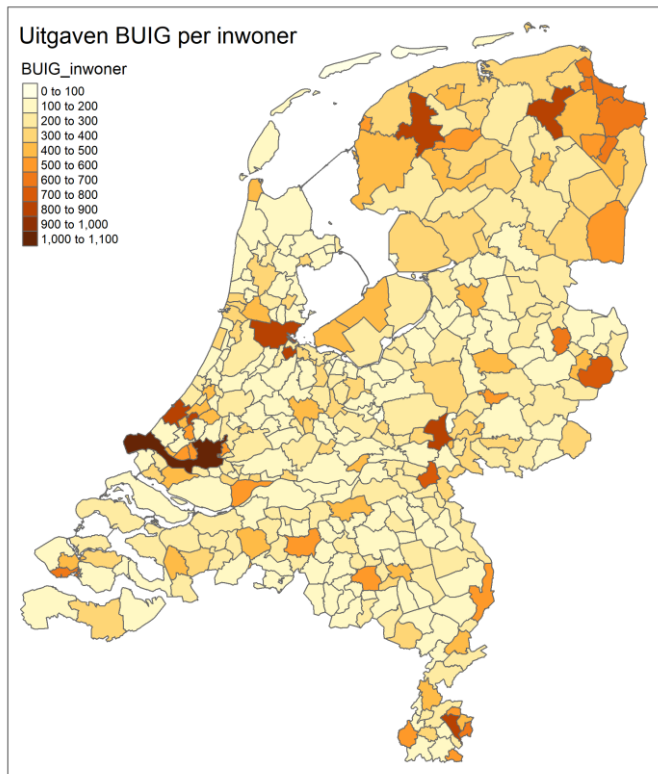 Uitgaven BUIG per inwoner
BUIG_inwoner
0 to 100
100 to 200
200 to 300
300 to 400
400 to 500
500 to 600
600 to 700
700 to 800
800 to 900
900 to 1,000
1,000 to 1,100